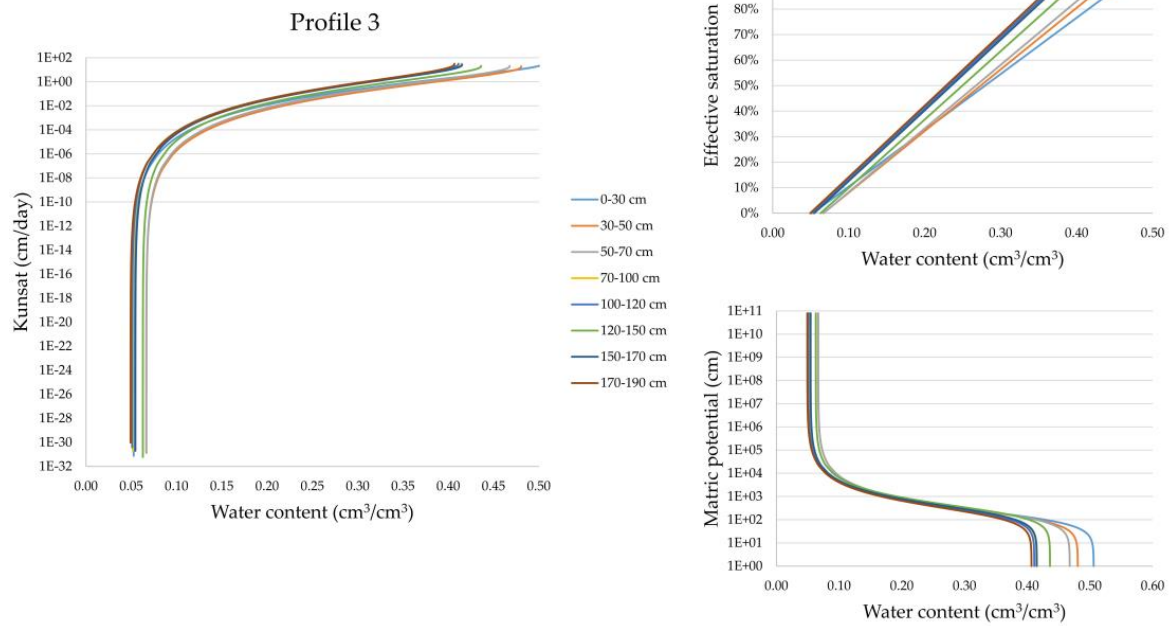 Profile 3
1E+02
1E+00
1E-02
1E-04
1E-06
1E-08
1E-10
1E-12
1E-14
1E-16
1E-18
1E-20
1E-22
1E-24
1E-26
1E-28
1E-30
1E-32
Kunsat (cm/day)
0.00 0.05 0.10 0.15 0.20 0.25 0.30 0.35 0.40 0.45 0.50
Water content (cm³/cm³)
0-30 cm
30-50 cm
50-70 cm
70-100 cm
100-120 cm
120-150 cm
150-170 cm
170-190 cm
80%
70%
60%
50%
40%
30%
20%
10%
0%
Effective saturation
0.00 0.10 0.20 0.30 0.40 0.50
Water content (cm³/cm³)
1E+11
1E+10
1E+09
1E+08
1E+07
1E+06
1E+05
1E+04
1E+03
1E+02
1E+01
1E+00
Matric potential (cm)
0.00 0.10 0.20 0.30 0.40 0.50 0.60
Water content (cm³/cm³)